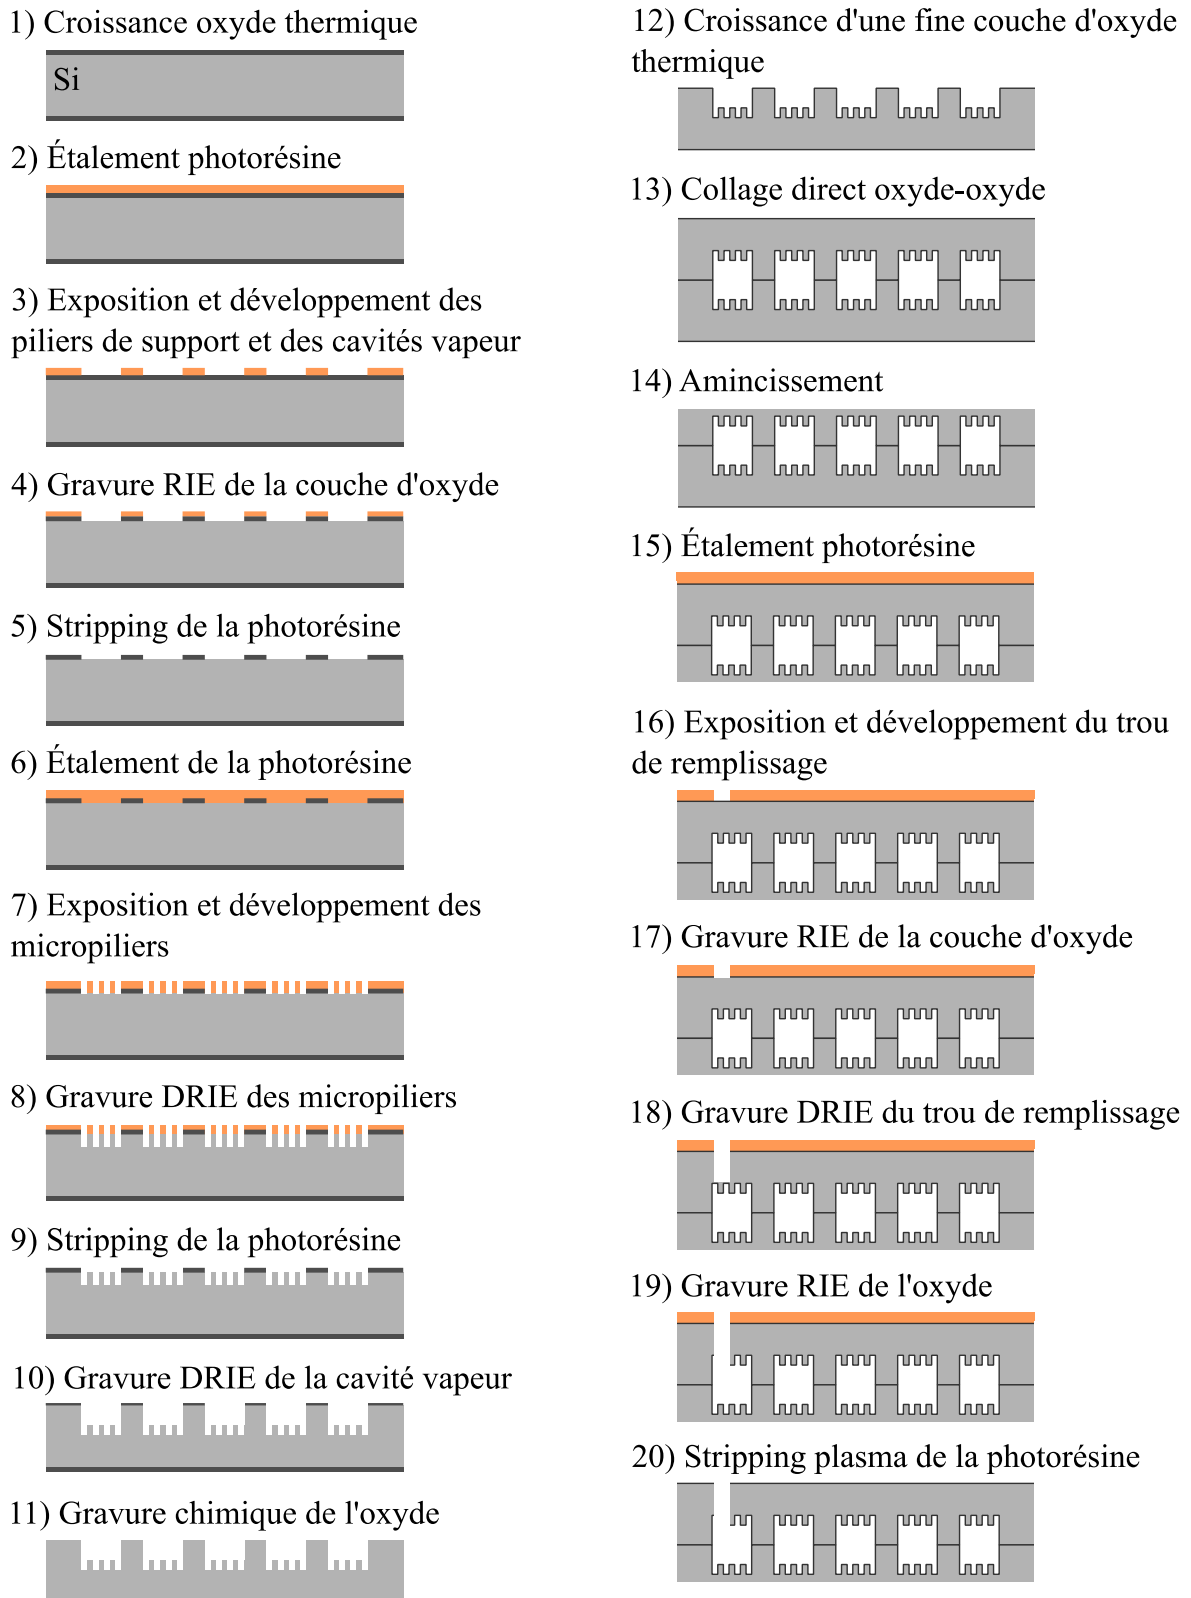 1) Croissance oxyde thermique
Si
2) Étalement photorésine
3) Exposition et développement des
piliers de support et des cavités vapeur
4) Gravure RIE de la couche d'oxyde
5) Stripping de la photorésine
6) Étalement de la photorésine
7) Exposition et développement des
micropiliers
8) Gravure DRIE des micropiliers
9) Stripping de la photorésine
10) Gravure DRIE de la cavité vapeur
11) Gravure chimique de l'oxyde
12) Croissance d'une fine couche d'oxyde
thermique
13) Collage direct oxyde-oxyde
14) Amincissement
15) Étalement photorésine
16) Exposition et développement du trou
de remplissage
17) Gravure RIE de la couche d'oxyde
18) Gravure DRIE du trou de remplissage
19) Gravure RIE de l'oxyde
20) Stripping plasma de la photorésine